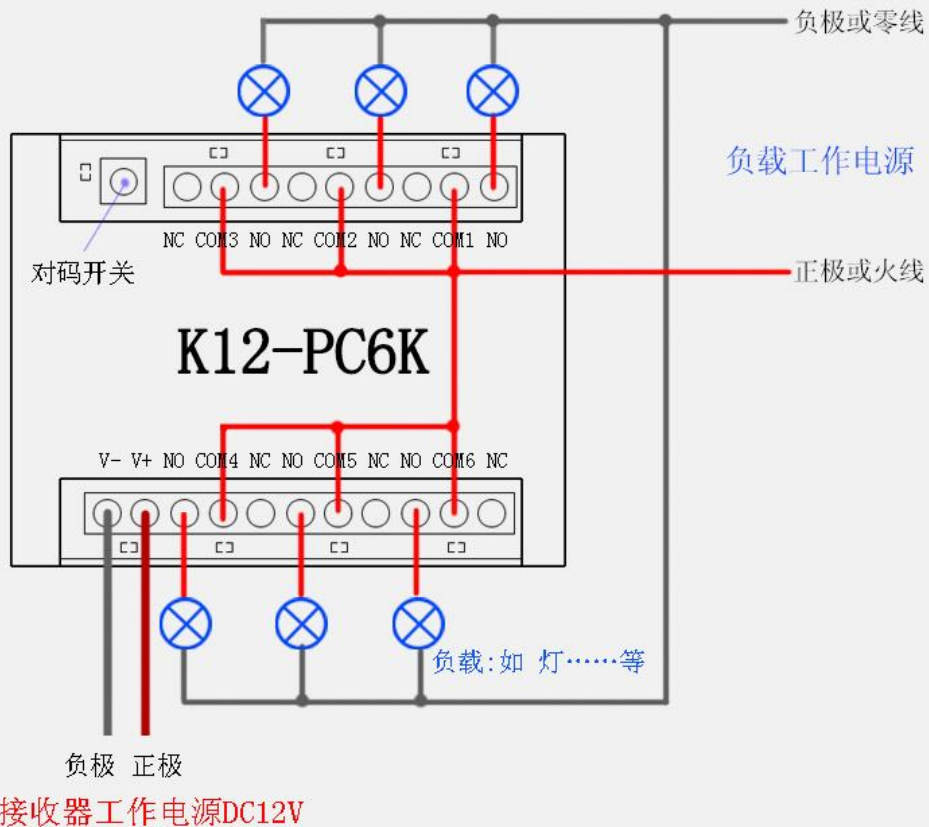 负极或零线
负载工作电源
NC COM3 NO NC COM2 NO NC COM1 NO
对码开关
正极或火线
K12-PC6K
V- V+ NO COM4 NC NO COM5 NC NO COM6 NC
负载:如 灯……等
负极 正极
接收器工作电源DC12V